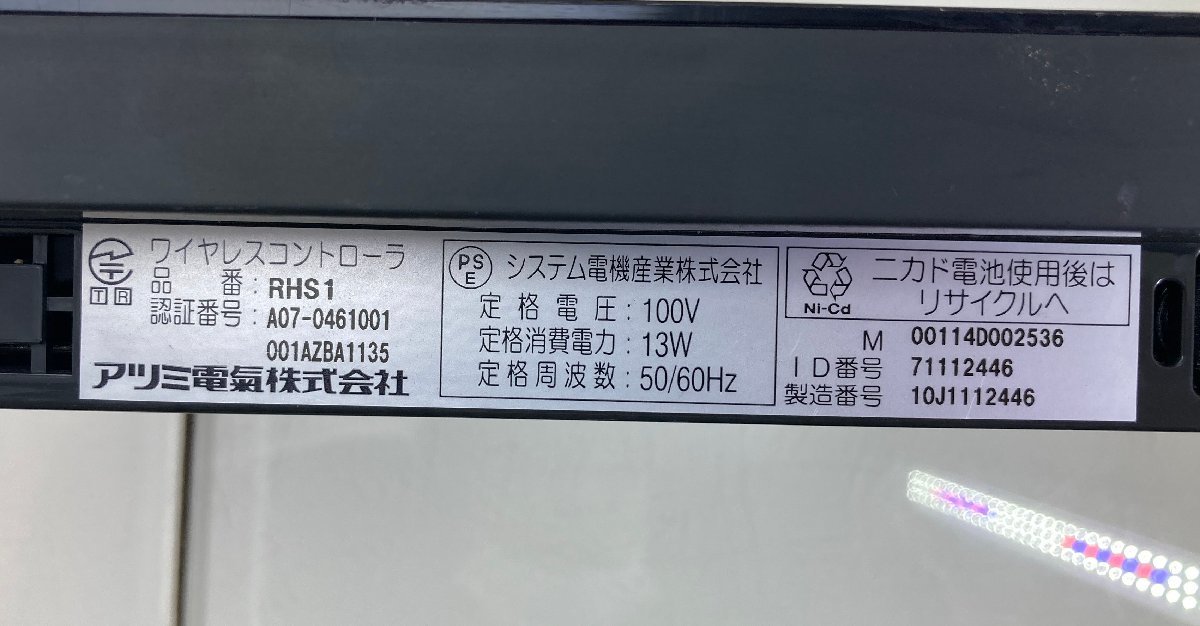 ワイヤレスコントローラ
品 番:RHS1
認証番号:A07-0461001
001AZBA1135
アツミ電氣株式会社
TR
PSE
システム電機産業株式会社
定格電圧:100V
定格消費電力:13W
定格周波数:50/60Hz
Ni-Cd
ニカド電池使用後は
リサイクルへ
M 00114D002536
ID番号 71112446
製造番号 10J1112446